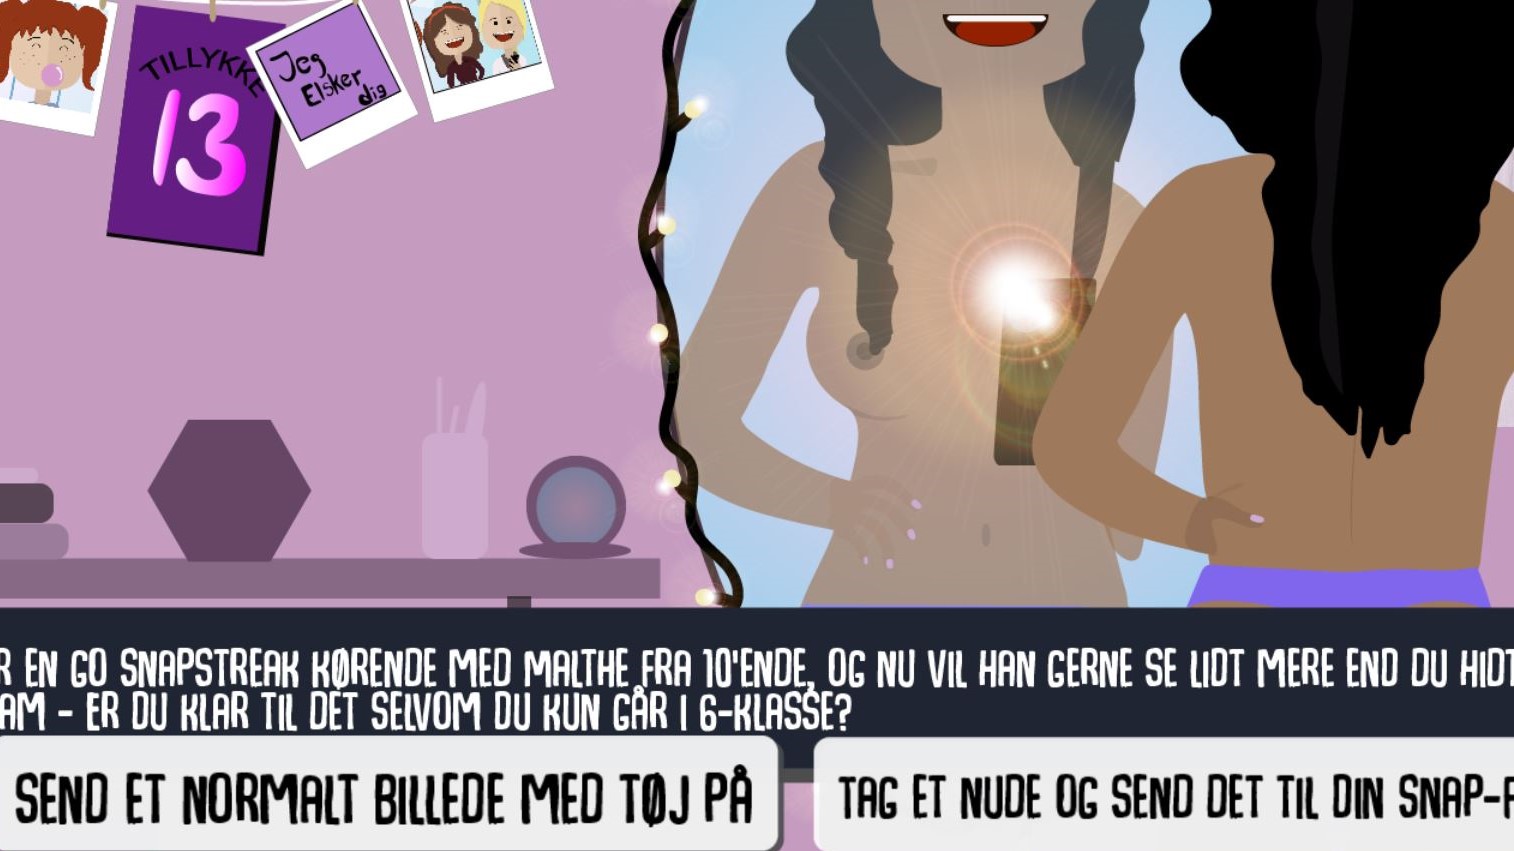 TILLYKKE
13
Jeg
Elsker
dig
EN GO SNAPSTREAK KØRENDE MED MALTHE FRA 10'ENDE, OG NU VIL HAN GERNE SE LIDT MERE END DU
- ER DU KLAR TIL DET SELVOM DU KUN GÅR I 6-KLASSE?
SEND ET NORMALT BILLEDE MED TØJ PÅ
TAG ET NUDE OG SEND DET TIL DIN